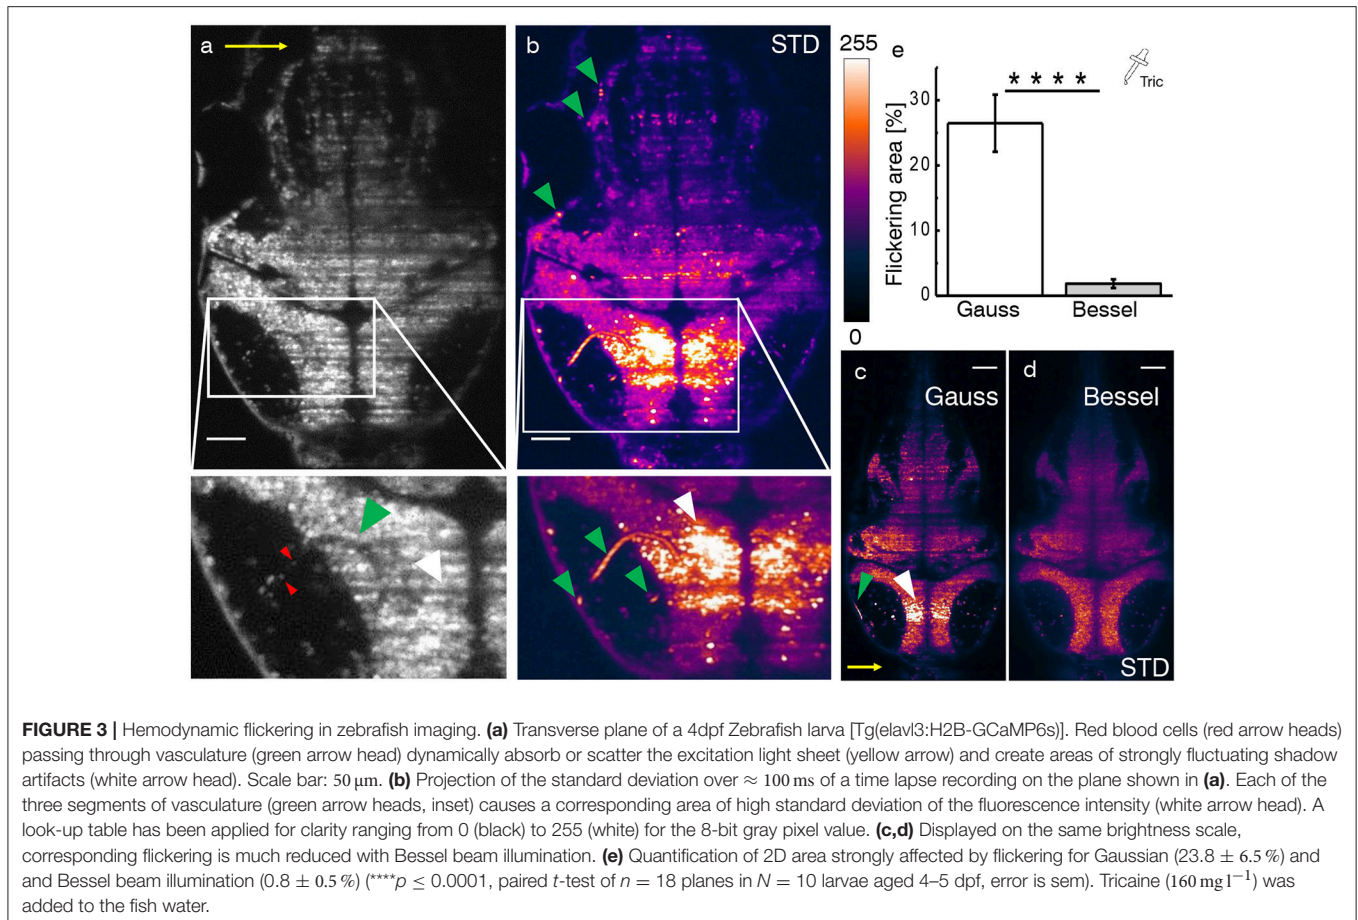 a
b
STD
255
0
e
Tric
* * * *
Flickering area [%]
30
20
10
0
Gauss
Bessel
c
Gauss
d
Bessel
STD
FIGURE 3 | Hemodynamic flickering in zebrafish imaging. (a) Transverse plane of a 4dpf Zebrafish larva [Tg(elavl3:H2B-GCaMP6s)]. Red blood cells (red arrow heads)
passing through vasculature (green arrow head) dynamically absorb or scatter the excitation light sheet (yellow arrow) and create areas of strongly fluctuating shadow
artifacts (white arrow head). Scale bar: 50 μm. (b) Projection of the standard deviation over ≈ 100 ms of a time lapse recording on the plane shown in (a). Each of the
three segments of vasculature (green arrow heads, inset) causes a corresponding area of high standard deviation of the fluorescence intensity (white arrow head). A
look-up table has been applied for clarity ranging from 0 (black) to 255 (white) for the 8-bit gray pixel value. (c,d) Displayed on the same brightness scale,
corresponding flickering is much reduced with Bessel beam illumination. (e) Quantification of 2D area strongly affected by flickering for Gaussian (23.8 ± 6.5 %) and
and Bessel beam illumination (0.8 ± 0.5 %) (****p ≤ 0.0001, paired t-test of n = 18 planes in N = 10 larvae aged 4–5 dpf, error is sem). Tricaine (160 mg l⁻¹) was
added to the fish water.